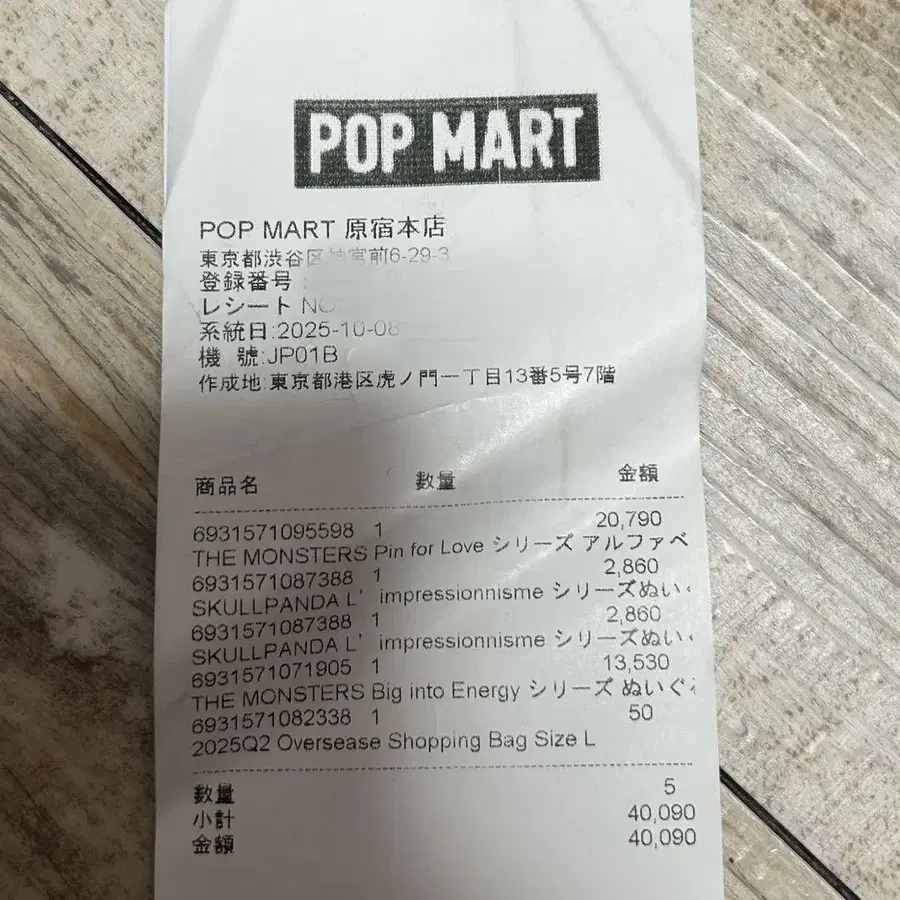 POP MART
POP MART 原宿本店
東京都渋谷区神宮前6-29-3
登録番号 :
レシート NO
系統日:2025-10-08
機 號:JP01B
作成地:東京都港区虎ノ門一丁目13番5号7階
商品名 数量 金額
6931571095598 1 20,790
THE MONSTERS Pin for Love シリーズ アルファベ
6931571087388 1 2,860
SKULLPANDA L’ impressionnisme シリーズぬい
6931571087388 1 2,860
SKULLPANDA L’ impressionnisme シリーズぬい
6931571071905 1 13,530
THE MONSTERS Big into Energy シリーズ ぬいぐ
6931571082338 1 50
2025Q2 Oversease Shopping Bag Size L
数量 5
小計 40,090
金額 40,090